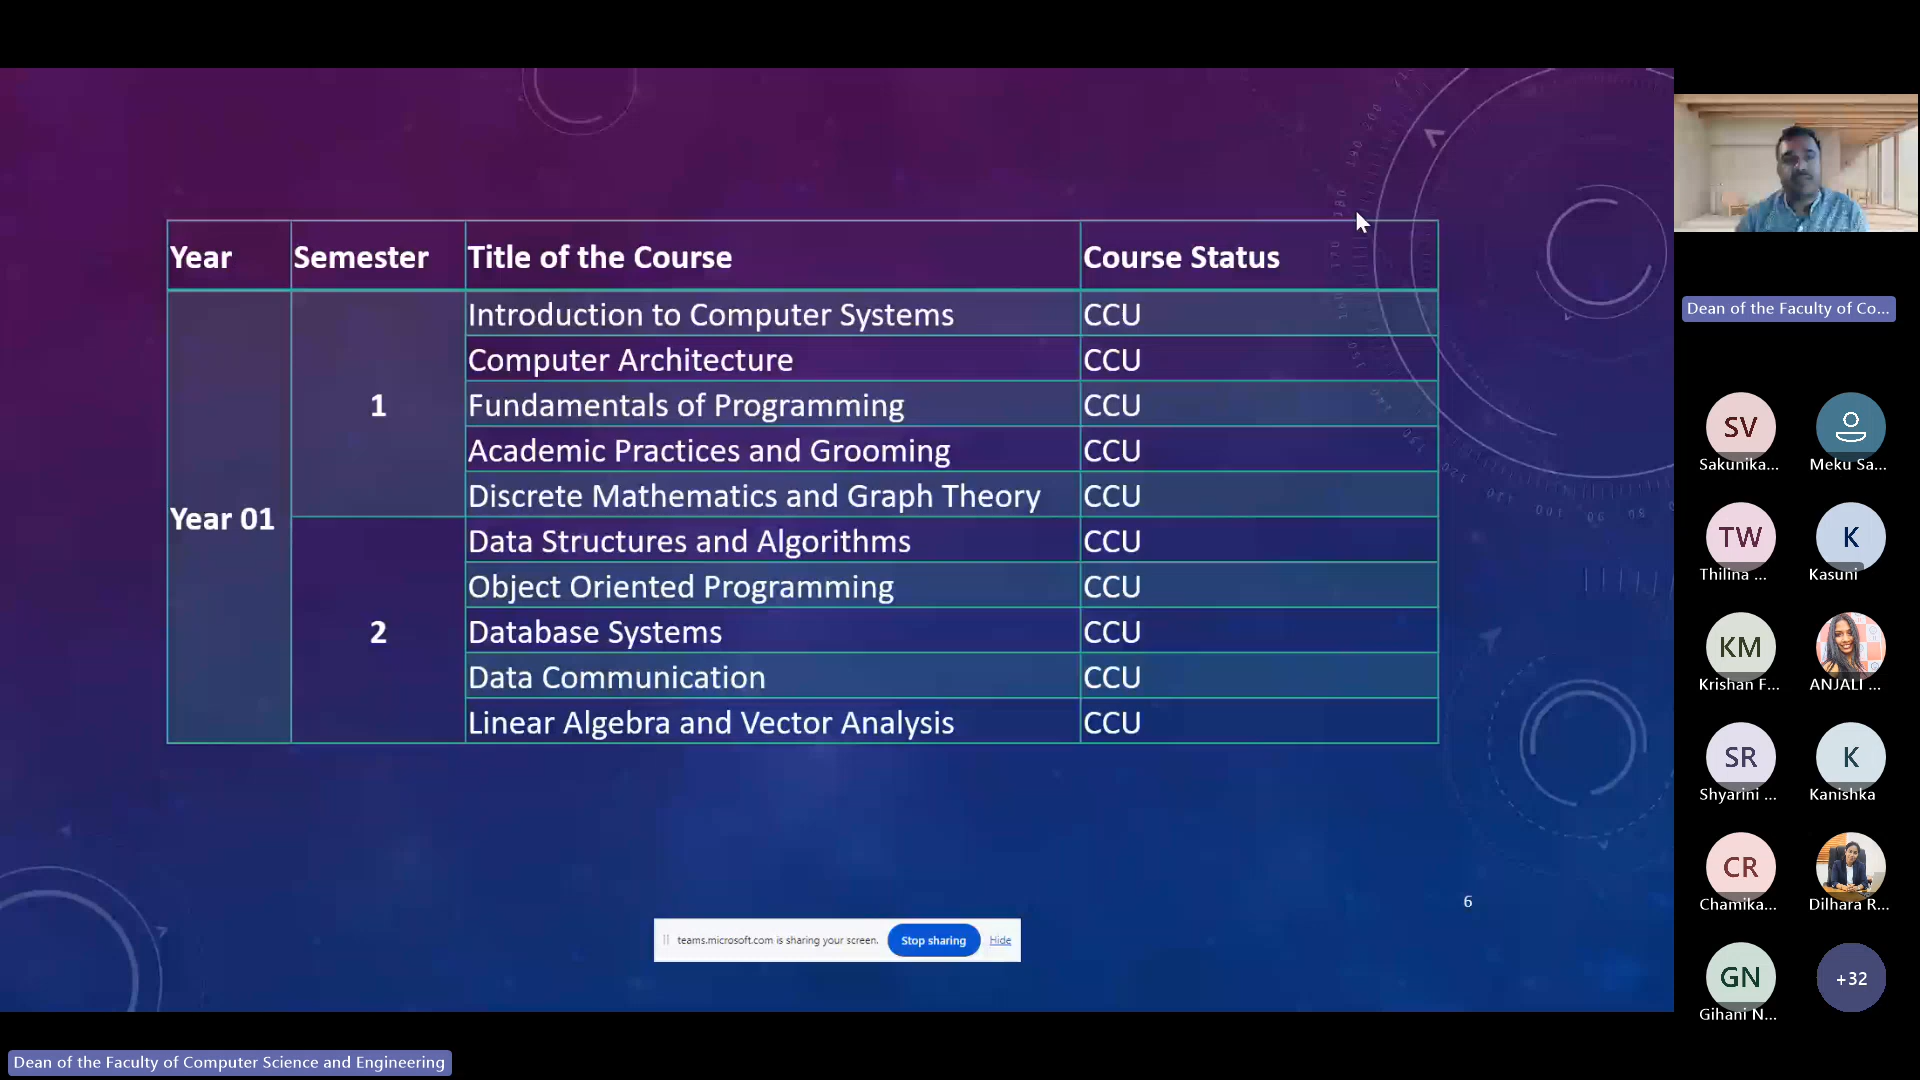 Year Semester Title of the Course Course Status
Year 01
1
Introduction to Computer Systems CCU
Computer Architecture CCU
Fundamentals of Programming CCU
Academic Practices and Grooming CCU
Discrete Mathematics and Graph Theory CCU
2
Data Structures and Algorithms CCU
Object Oriented Programming CCU
Database Systems CCU
Data Communication CCU
Linear Algebra and Vector Analysis CCU
6
teams.microsoft.com is sharing your screen. Stop sharing Hide
Dean of the Faculty of Computer Science and Engineering
Dean of the Faculty of Co...
SV
Sakunika...
Meku Sa...
TW
Thilina ...
K
Kasuni
KM
Krishan F...
ANJALI ...
SR
Shyarini ...
K
Kanishka
CR
Chamika...
Dilhara R...
GN
Gihani N...
+32